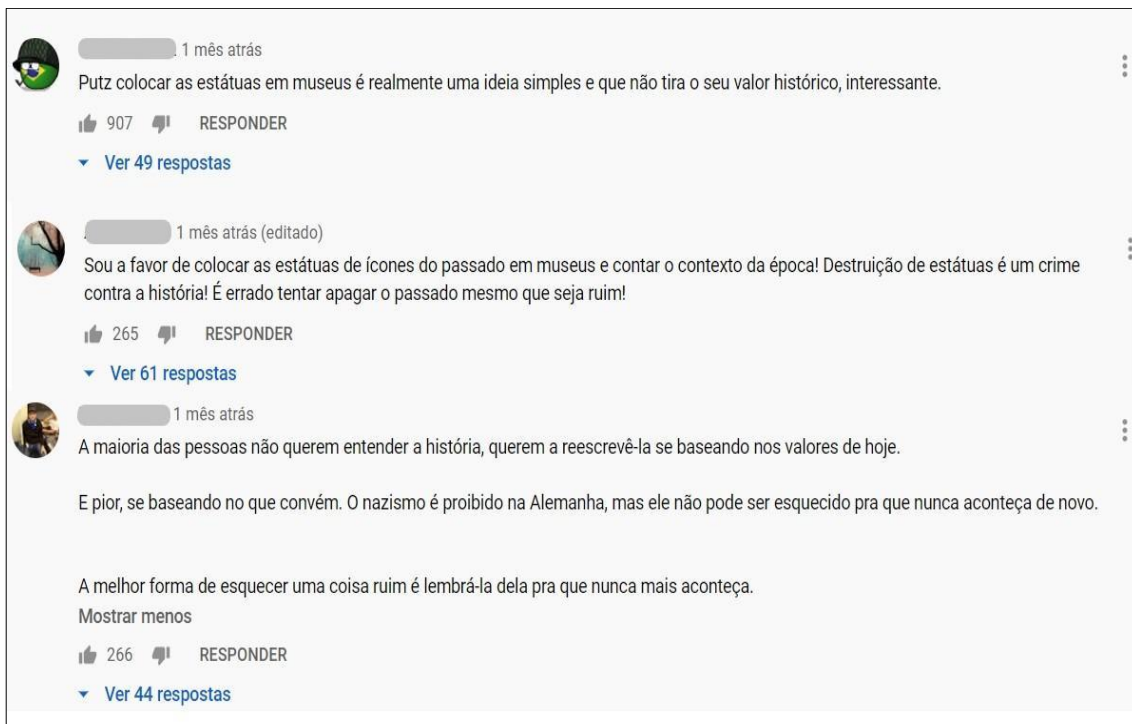 1 mês atrás
Putz colocar as estátuas em museus é realmente uma ideia simples e que não tira o seu valor histórico, interessante.
907 RESPONDER
Ver 49 respostas
1 mês atrás (editado)
Sou a favor de colocar as estátuas de ícones do passado em museus e contar o contexto da época! Destruição de estátuas é um crime
contra a história! É errado tentar apagar o passado mesmo que seja ruim!
265 RESPONDER
Ver 61 respostas
1 mês atrás
A maioria das pessoas não querem entender a história, querem a reescrevê-la se baseando nos valores de hoje.
E pior, se baseando no que convém. O nazismo é proibido na Alemanha, mas ele não pode ser esquecido pra que nunca aconteça de novo.
A melhor forma de esquecer uma coisa ruim é lembrá-la dela pra que nunca mais aconteça.
Mostrar menos
266 RESPONDER
Ver 44 respostas